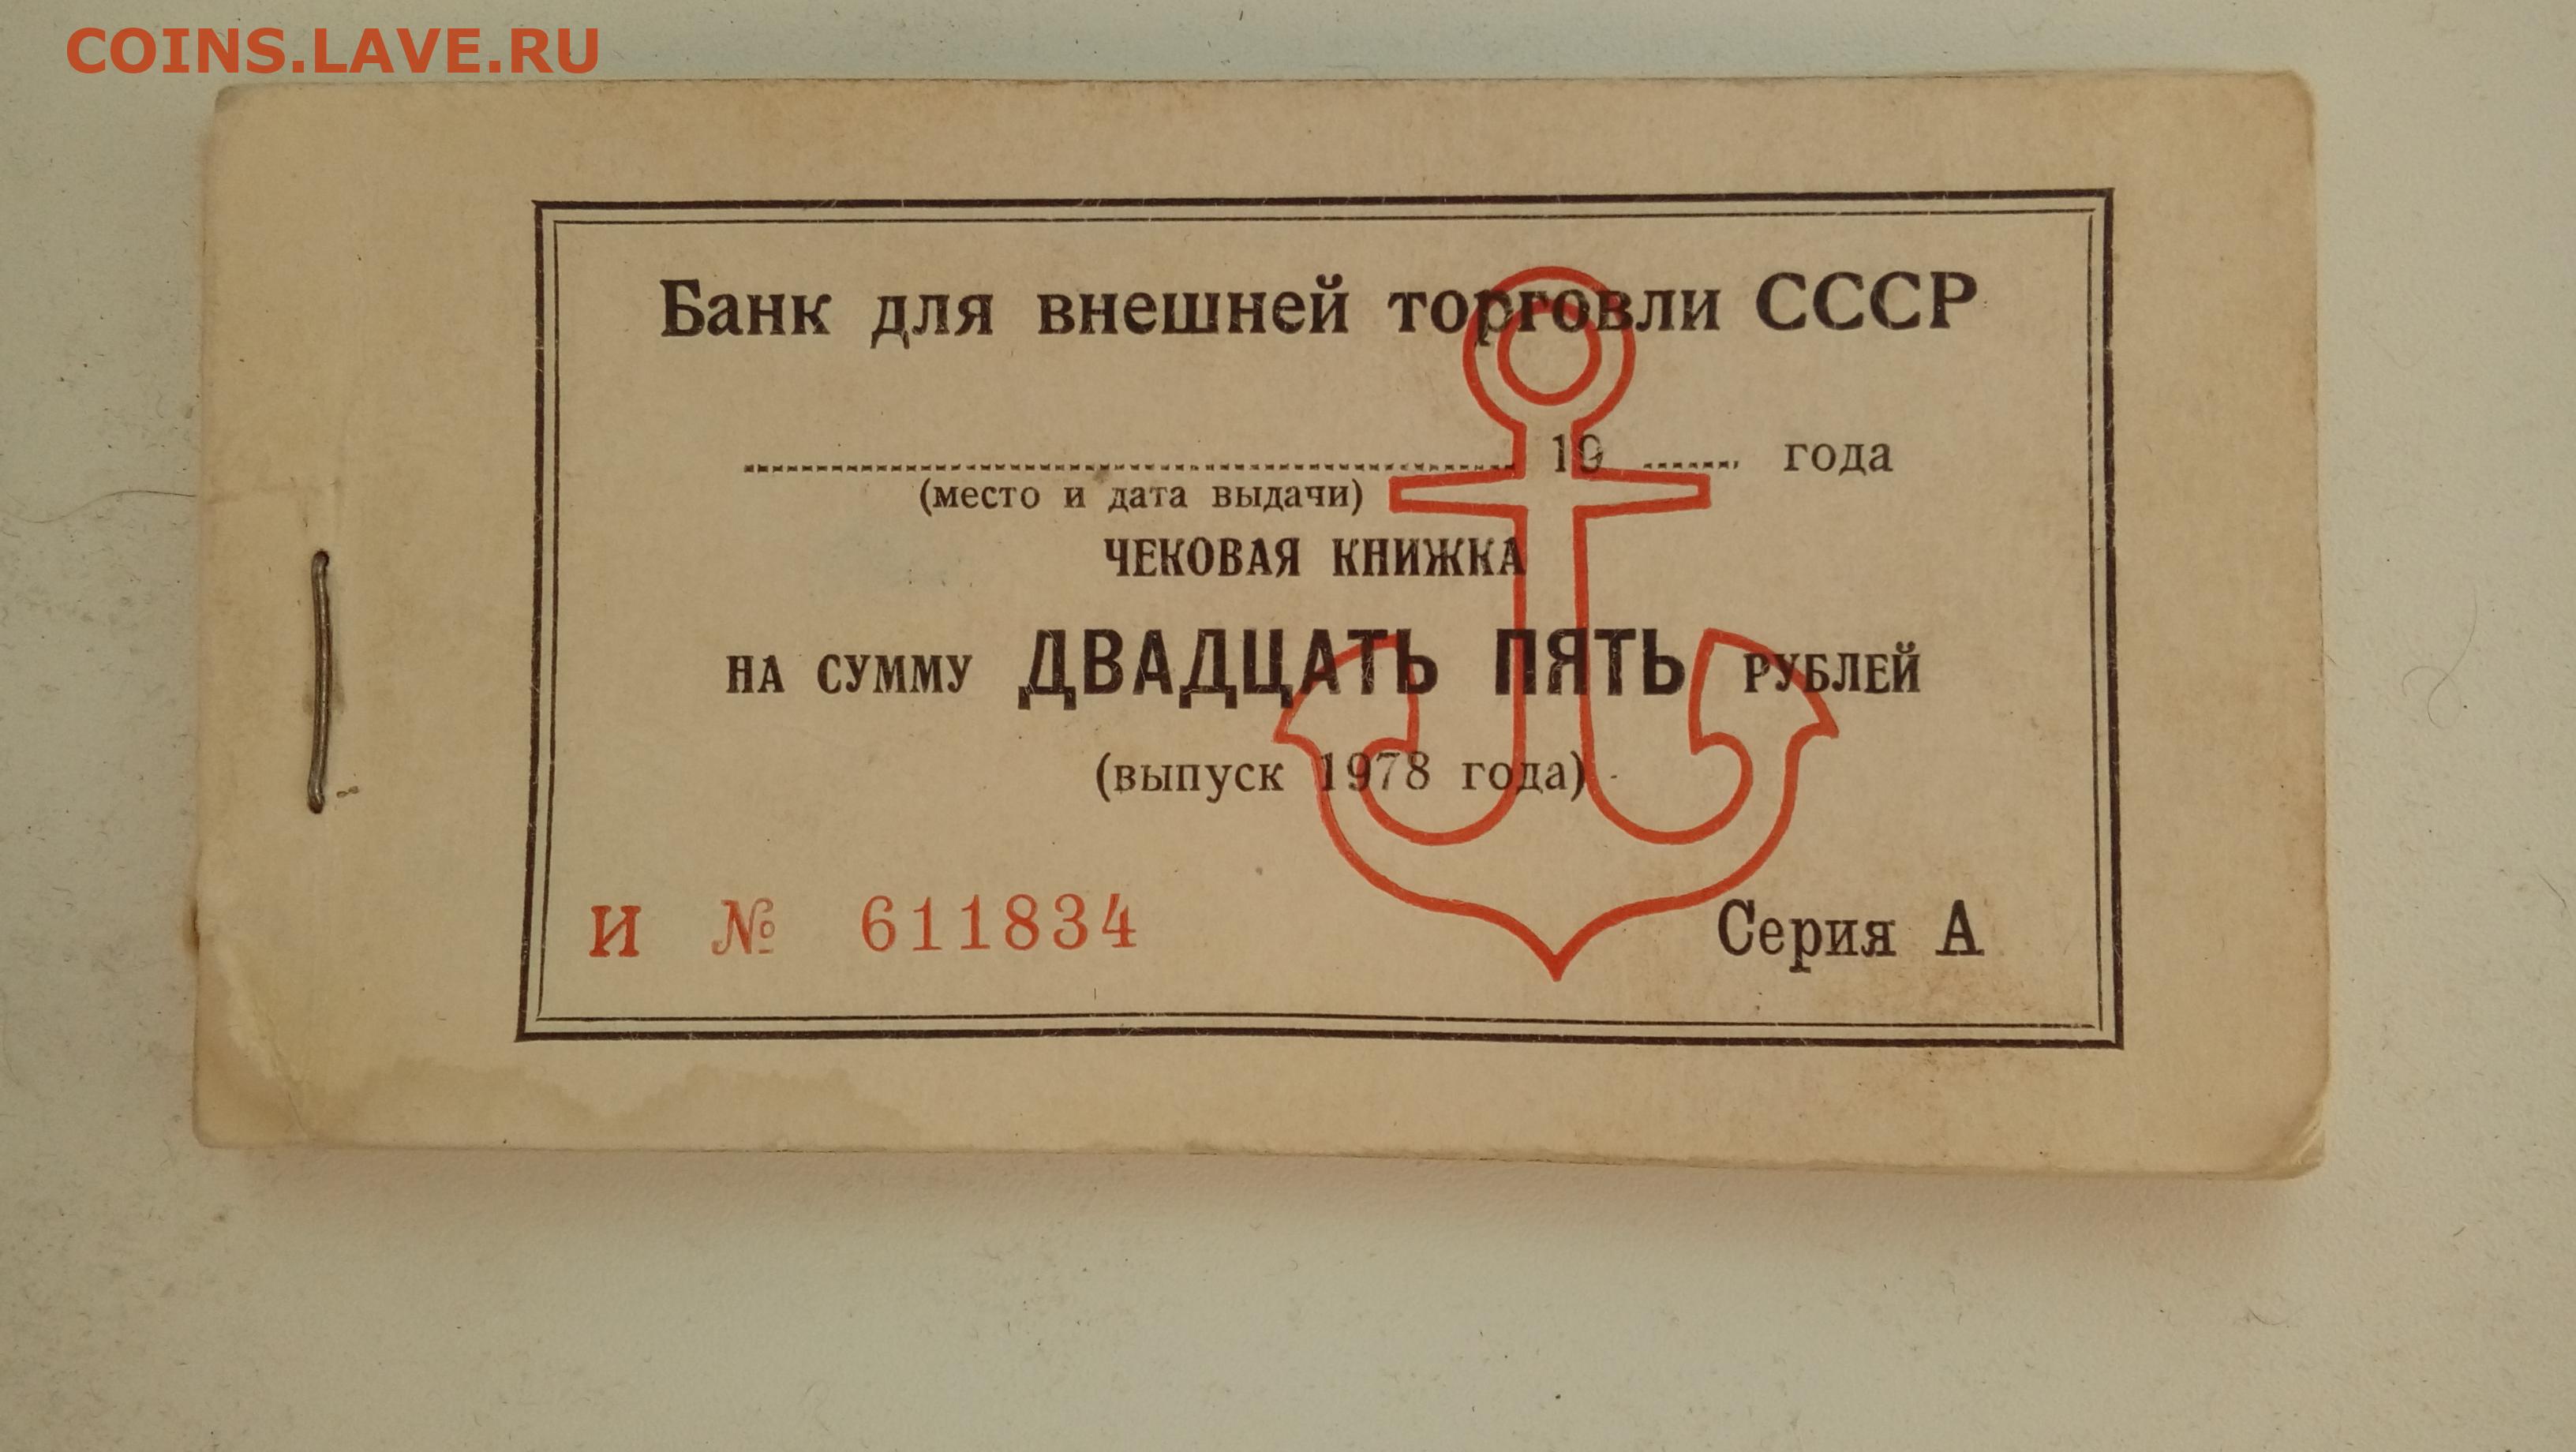 COINS.LAVE.RU
Банк для внешней торговли СССР
19 года
(место и дата выдачи)
ЧЕКОВАЯ КНИЖКА
НА СУММУ ДВАДЦАТЬ ПЯТЬ РУБЛЕЙ
(выпуск 1978 года)
И № 611834 Серия А